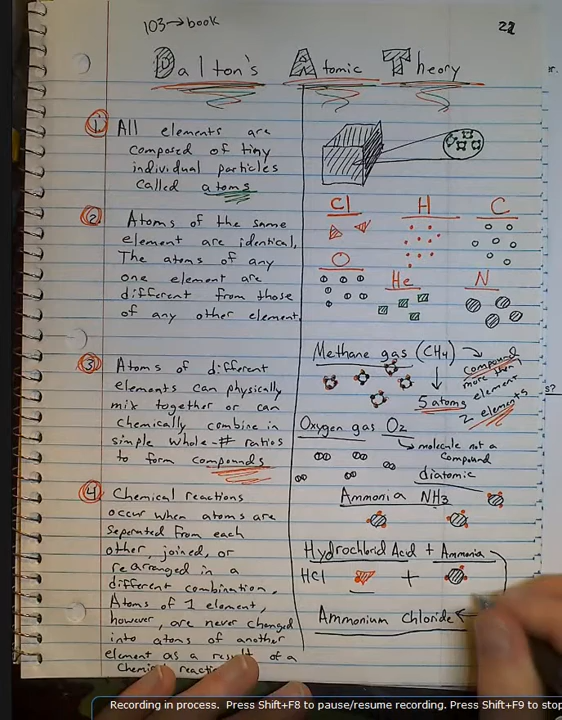 103→book
22
Dalton's Atomic Theory
① All elements are
composed of tiny
individual particles
called atoms
② Atoms of the same
element are identical,
The atoms of any
one element are
different from those
of any other element.
③ Atoms of different
elements can physically
mix together or can
chemically combine in
simple whole-# ratios
to form compounds
④ Chemical reactions
occur when atoms are
seperated from each
other, joined, or
rearranged in a
different combination,
Atoms of 1 element,
however, are never changed
into atoms of another
element as a result of a
Cl H C
O He N
Methane gas (CH4)
compound
more then 1
element
5 atoms
2 elements
Oxygen gas O2
molecule not a
compound
diatomic
Ammonia NH3
Hydrochlorid Acid + Ammonia
HCl +
Ammonium Chloride
Recording in process. Press Shift+F8 to pause/resume recording. Press Shift+F9 to stop